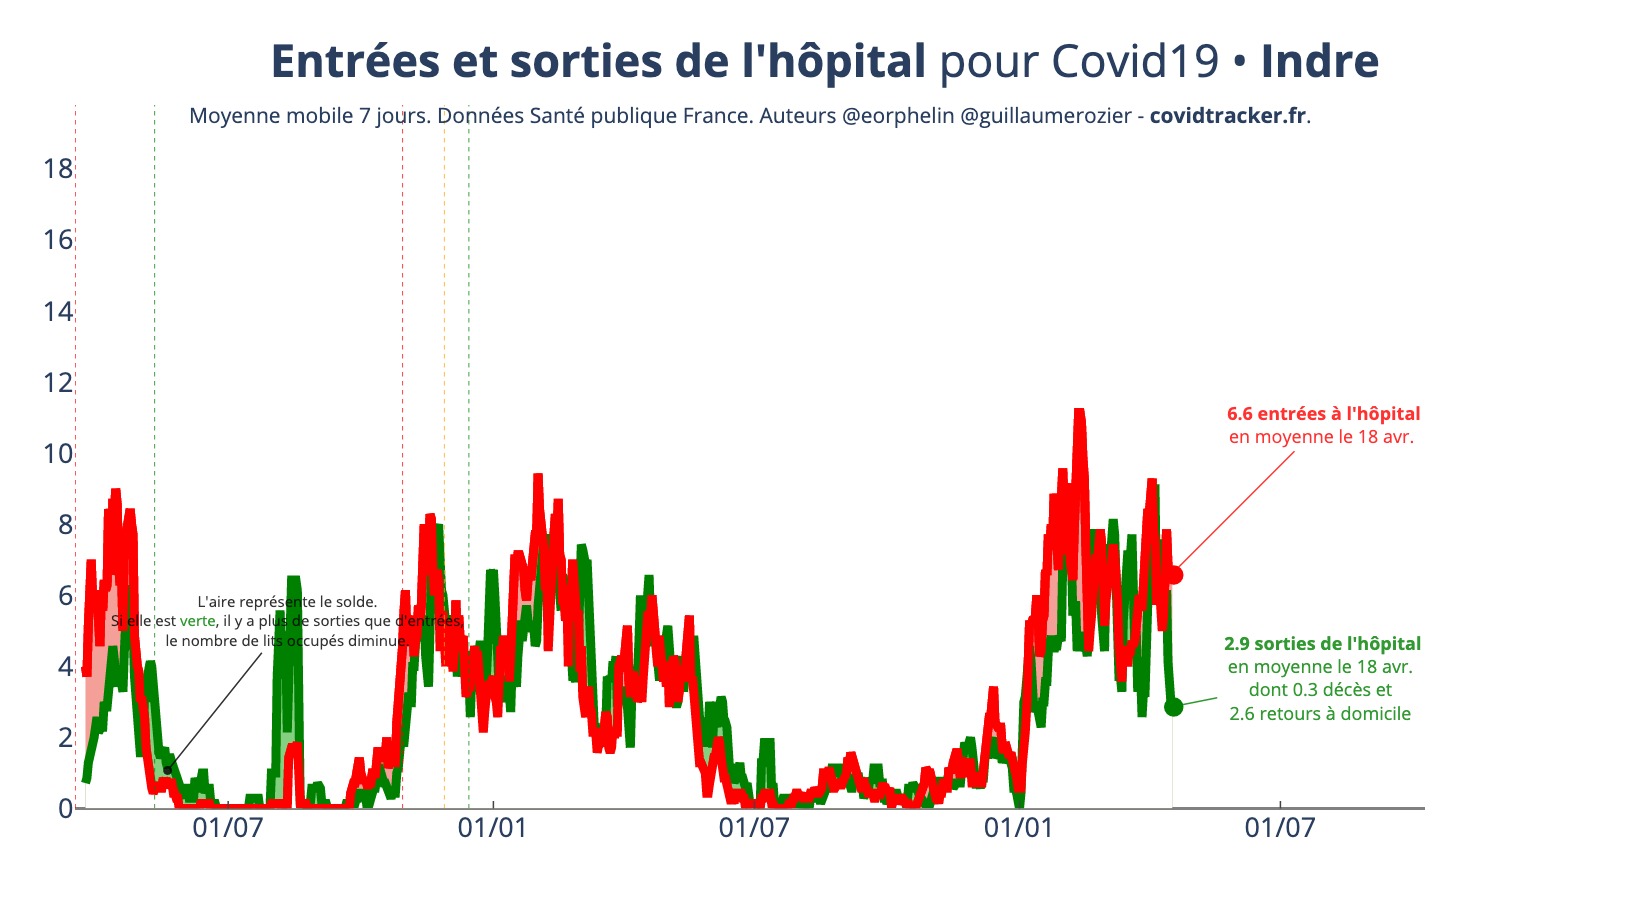 Entrées et sorties de l'hôpital pour Covid19 • Indre
Moyenne mobile 7 jours. Données Santé publique France. Auteurs @eorphelin @guillaumerozier - covidtracker.fr.
18
16
14
12
10
8
6
4
2
0
L'aire représente le solde.
Si elle est verte, il y a plus de sorties que d'entrées,
le nombre de lits occupés diminue.
6.6 entrées à l'hôpital
en moyenne le 18 avr.
2.9 sorties de l'hôpital
en moyenne le 18 avr.
dont 0.3 décès et
2.6 retours à domicile
01/07
01/01
01/07
01/01
01/07